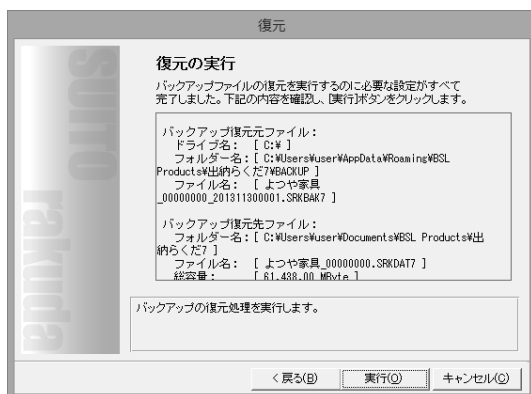 復元
SUITO
rakuda
復元の実行
バックアップファイルの復元を実行するのに必要な設定がすべて
完了しました。下記の内容を確認し、[実行]ボタンをクリックします。
バックアップ復元元ファイル:
ドライブ名: [ C:¥ ]
フォルダー名:[ C:¥Users¥user¥AppData¥Roaming¥BSL
Products¥出納らくだ7¥BACKUP ]
ファイル名: [ よつや家具
_00000000_201311300001.SRKBAK7 ]
バックアップ復元先ファイル:
フォルダー名:[ C:¥Users¥user¥Documents¥BSL Products¥出
納らくだ7 ]
ファイル名: [ よつや家具_00000000.SRKDAT7 ]
総容量: [ 61,438.00 MByte ]
バックアップの復元処理を実行します。
< 戻る(B)
実行(O)
キャンセル(C)